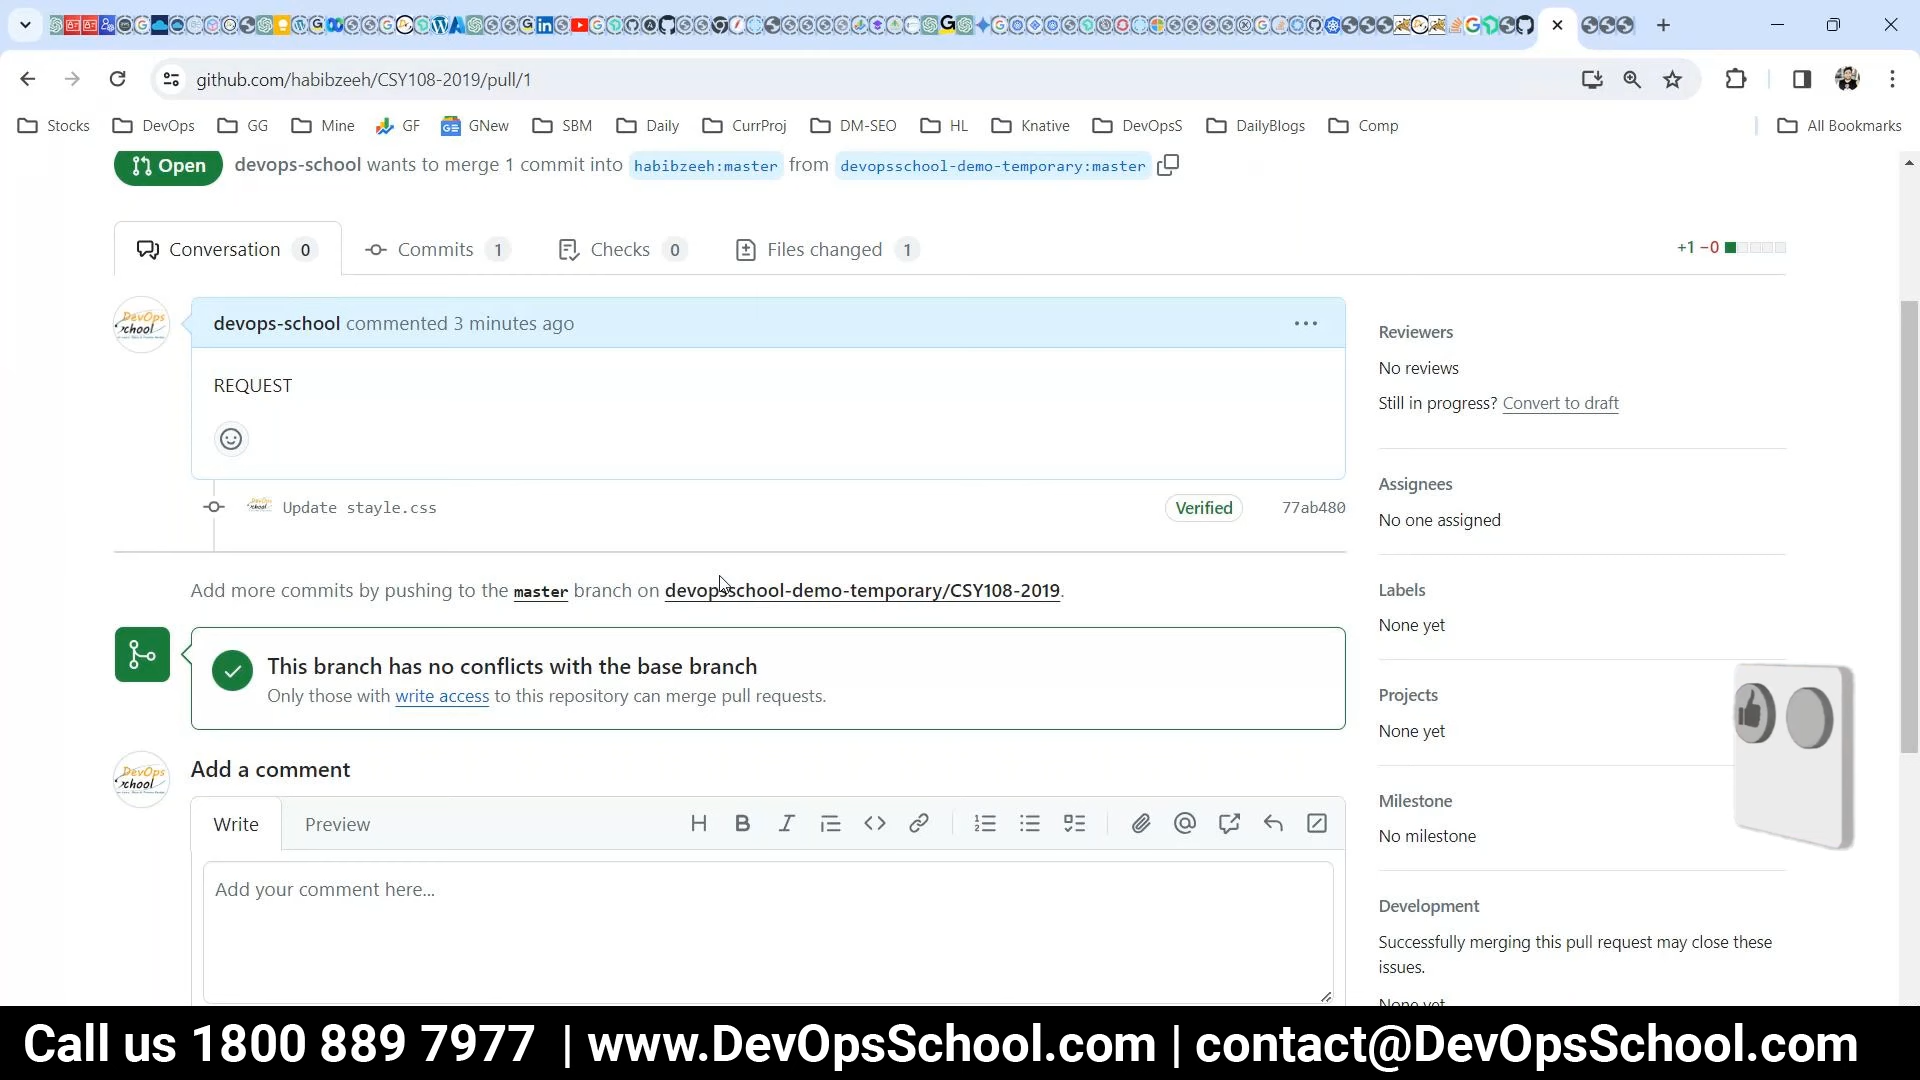 github.com/habibzeeh/CSY108-2019/pull/1
Stocks DevOps GG Mine GF GNew SBM Daily CurrProj DM-SEO HL Knative DevOpsS DailyBlogs Comp All Bookmarks
Open devops-school wants to merge 1 commit into habibzeeh:master from devopsschool-demo-temporary:master
Conversation 0 Commits 1 Checks 0 Files changed 1 +1 −0
devops-school commented 3 minutes ago
REQUEST
Update stayle.css Verified 77ab480
Add more commits by pushing to the master branch on devopsschool-demo-temporary/CSY108-2019.
This branch has no conflicts with the base branch
Only those with write access to this repository can merge pull requests.
Add a comment
Write Preview
Add your comment here...
Reviewers
No reviews
Still in progress? Convert to draft
Assignees
No one assigned
Labels
None yet
Projects
None yet
Milestone
No milestone
Development
Successfully merging this pull request may close these
issues.
None yet
Call us 1800 889 7977 | www.DevOpsSchool.com | contact@DevOpsSchool.com